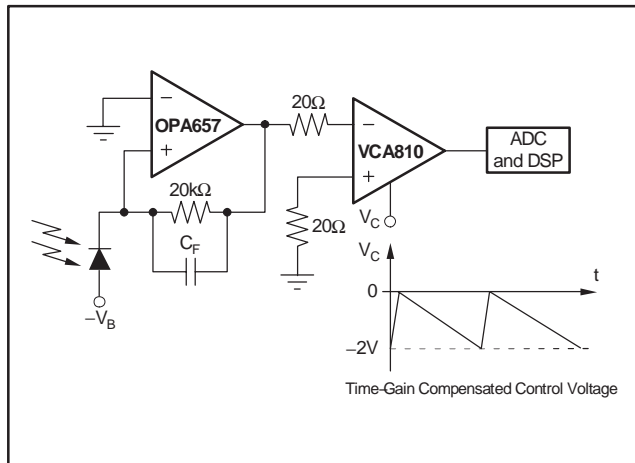 20Ω
−
OPA657
+
−
VCA810
+
ADC
and DSP
20kΩ
20Ω
C_F
V_C
V_C
t
0
−V_B
−2V
Time−Gain Compensated Control Voltage